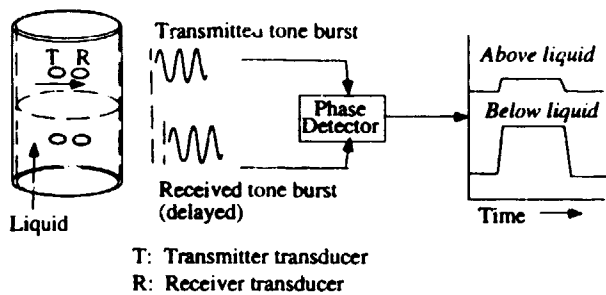 Transmitted tone burst
T R
Above liquid
Phase
Detector
Below liquid
Received tone burst
(delayed)
Liquid
Time
T: Transmitter transducer
R: Receiver transducer